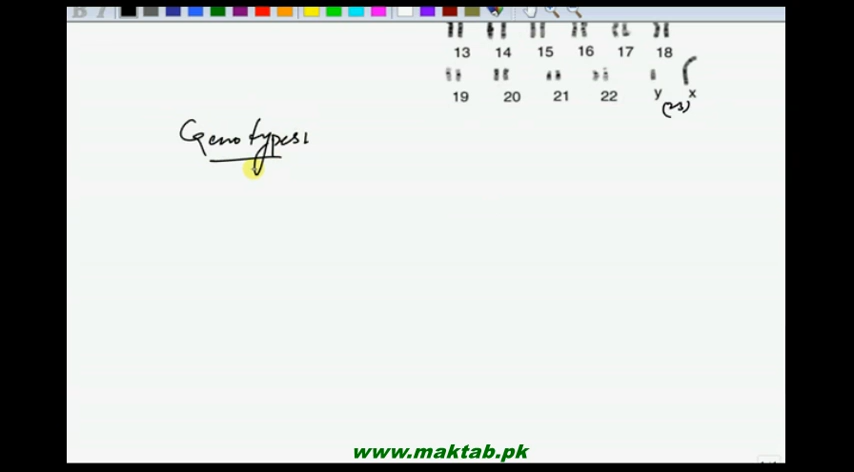 B I
13 14 15 16 17 18
19 20 21 22 y x
(23)
Genotypes:
www.maktab.pk